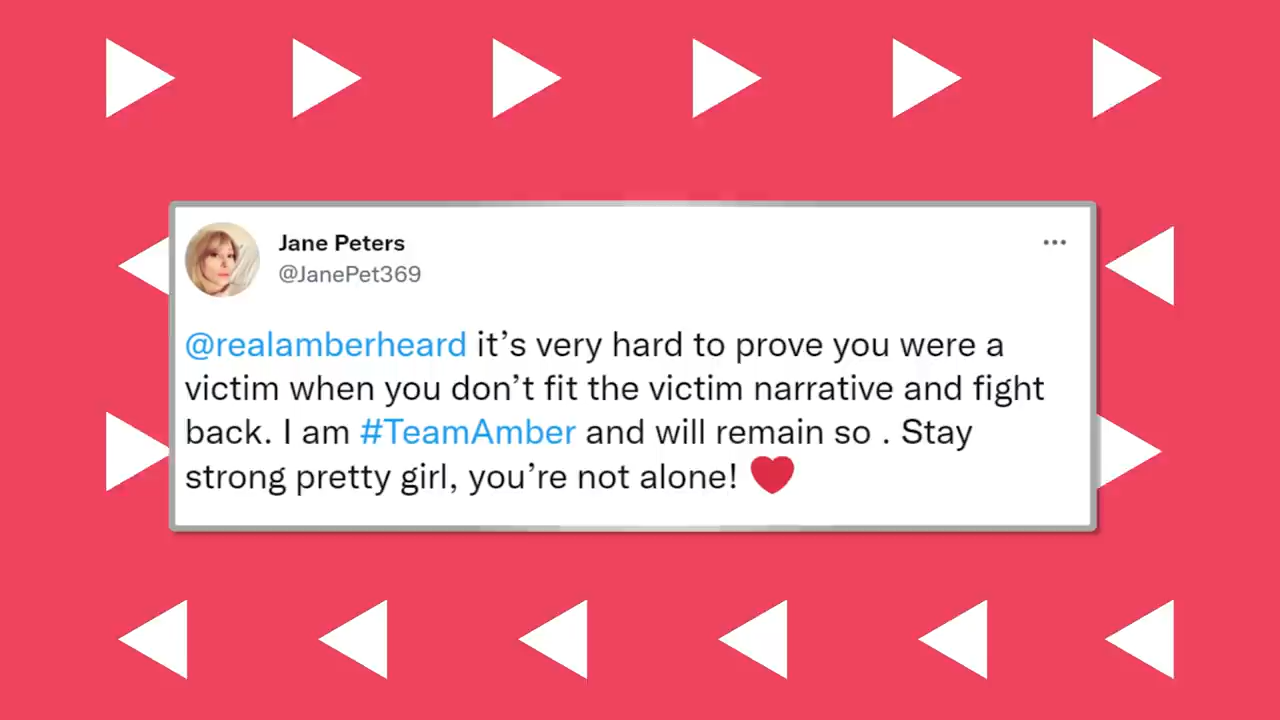 Jane Peters
@JanePet369
@realamberheard it’s very hard to prove you were a
victim when you don’t fit the victim narrative and fight
back. I am #TeamAmber and will remain so . Stay
strong pretty girl, you’re not alone! ❤️